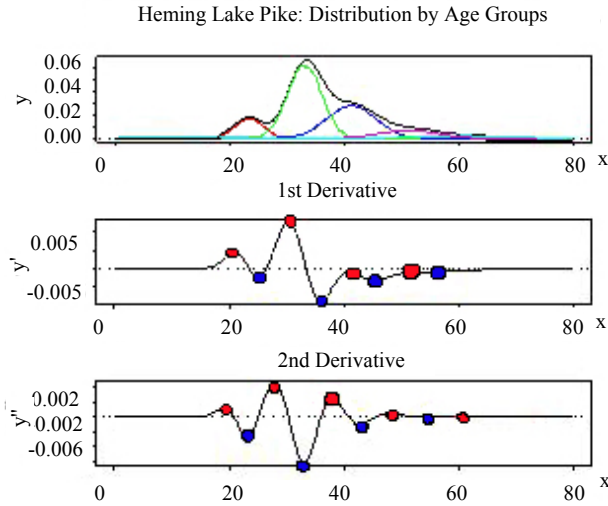 Heming Lake Pike: Distribution by Age Groups
0.06
0.04
0.02
0.00
y
0 20 40 60 80 x
1st Derivative
0.005
-0.005
y'
0 20 40 60 80 x
2nd Derivative
0.002
0.002
-0.006
y"
0 20 40 60 80 x